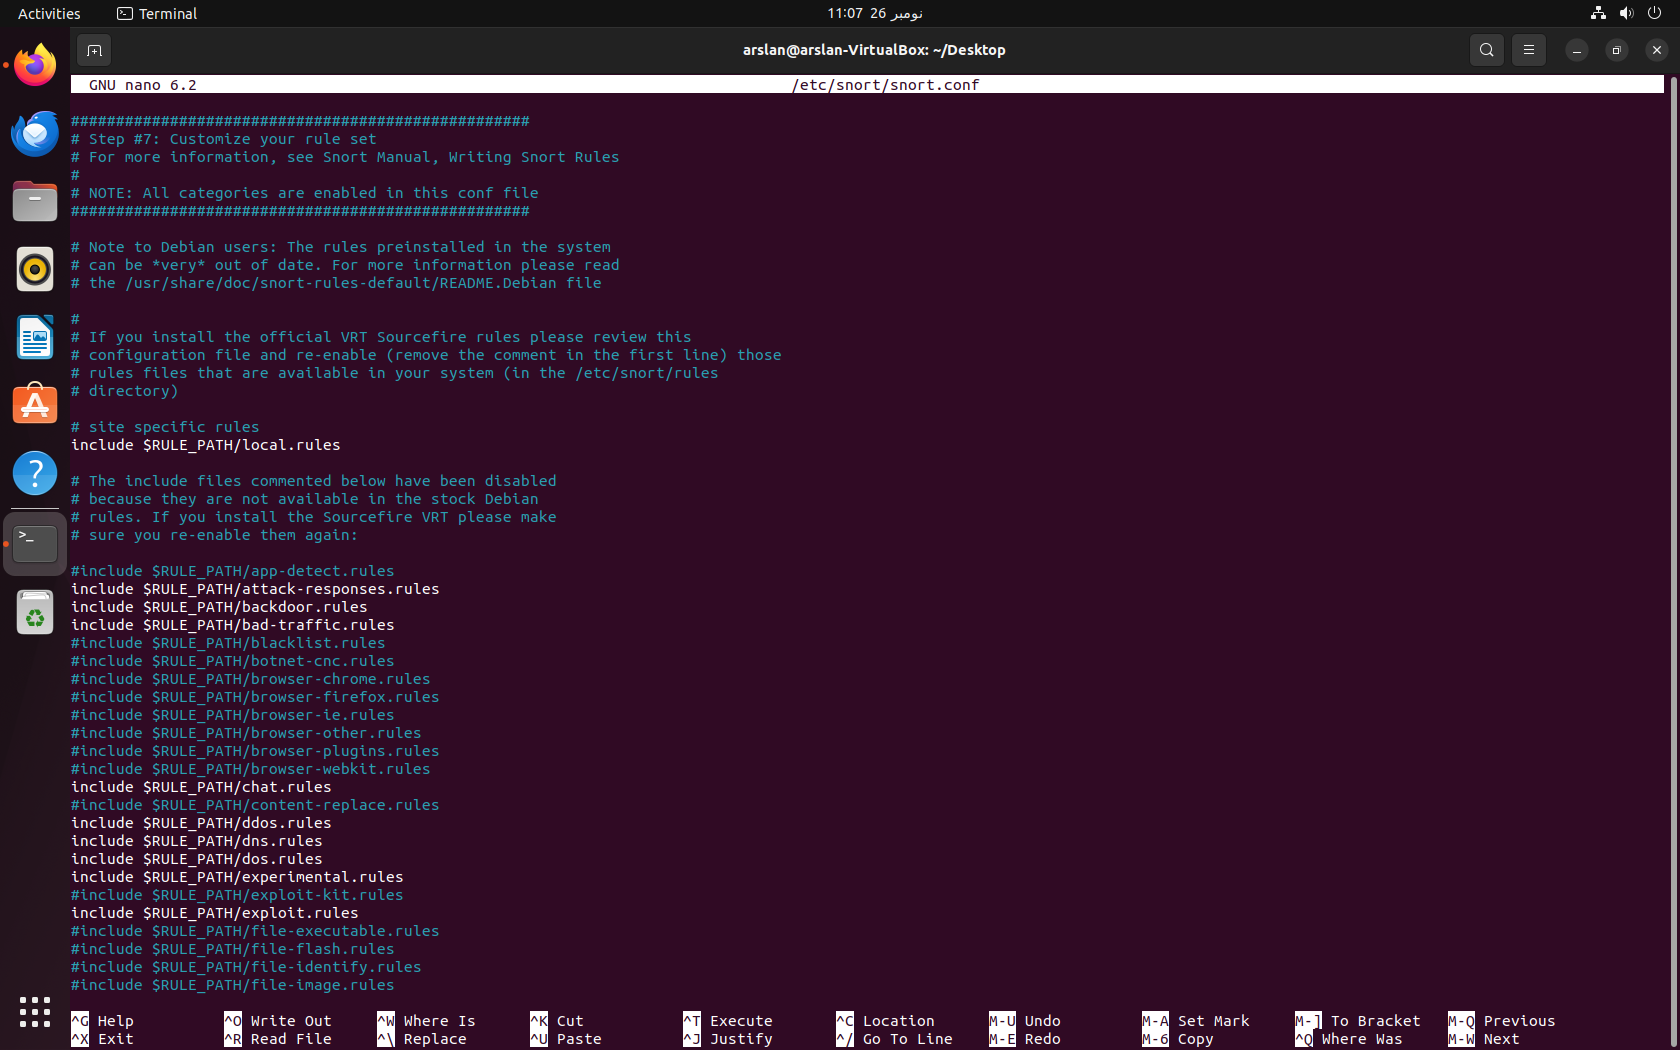 Activities
Terminal
نومبر 26  11:07
arslan@arslan-VirtualBox: ~/Desktop
GNU nano 6.2
/etc/snort/snort.conf
###################################################
# Step #7: Customize your rule set
# For more information, see Snort Manual, Writing Snort Rules
#
# NOTE: All categories are enabled in this conf file
###################################################
# Note to Debian users: The rules preinstalled in the system
# can be *very* out of date. For more information please read
# the /usr/share/doc/snort-rules-default/README.Debian file
#
# If you install the official VRT Sourcefire rules please review this
# configuration file and re-enable (remove the comment in the first line) those
# rules files that are available in your system (in the /etc/snort/rules
# directory)
# site specific rules
include $RULE_PATH/local.rules
# The include files commented below have been disabled
# because they are not available in the stock Debian
# rules. If you install the Sourcefire VRT please make
# sure you re-enable them again:
#include $RULE_PATH/app-detect.rules
include $RULE_PATH/attack-responses.rules
include $RULE_PATH/backdoor.rules
include $RULE_PATH/bad-traffic.rules
#include $RULE_PATH/blacklist.rules
#include $RULE_PATH/botnet-cnc.rules
#include $RULE_PATH/browser-chrome.rules
#include $RULE_PATH/browser-firefox.rules
#include $RULE_PATH/browser-ie.rules
#include $RULE_PATH/browser-other.rules
#include $RULE_PATH/browser-plugins.rules
#include $RULE_PATH/browser-webkit.rules
include $RULE_PATH/chat.rules
#include $RULE_PATH/content-replace.rules
include $RULE_PATH/ddos.rules
include $RULE_PATH/dns.rules
include $RULE_PATH/dos.rules
include $RULE_PATH/experimental.rules
#include $RULE_PATH/exploit-kit.rules
include $RULE_PATH/exploit.rules
#include $RULE_PATH/file-executable.rules
#include $RULE_PATH/file-flash.rules
#include $RULE_PATH/file-identify.rules
#include $RULE_PATH/file-image.rules
^G Help ^O Write Out ^W Where Is ^K Cut ^T Execute ^C Location M-U Undo M-A Set Mark M-] To Bracket M-Q Previous
^X Exit ^R Read File ^\ Replace ^U Paste ^J Justify ^/ Go To Line M-E Redo M-6 Copy ^Q Where Was M-W Next